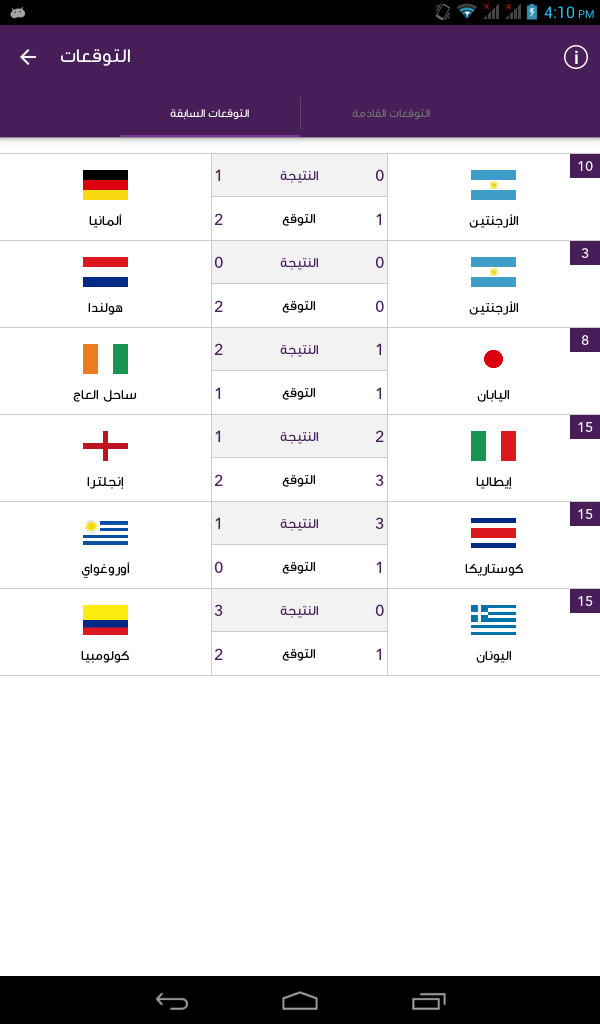 4:10 PM
التوقعات
التوقعات القادمة
التوقعات السابقة
10
0 النتيجة 1
1 التوقع 2
الأرجنتين ألمانيا
3
0 النتيجة 0
0 التوقع 2
الأرجنتين هولندا
8
1 النتيجة 2
1 التوقع 1
اليابان ساحل العاج
15
2 النتيجة 1
3 التوقع 2
إيطاليا إنجلترا
15
3 النتيجة 1
1 التوقع 0
كوستاريكا أوروغواي
15
0 النتيجة 3
1 التوقع 2
اليونان كولومبيا